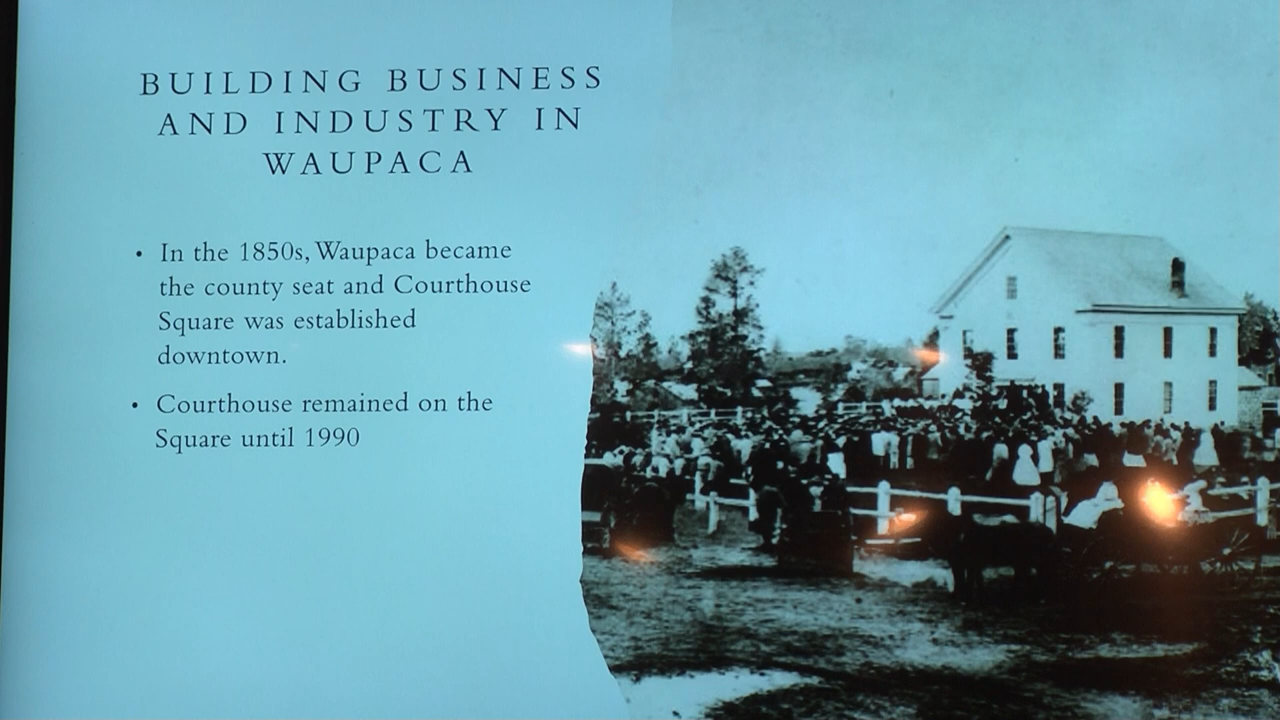 BUILDING BUSINESS
AND INDUSTRY IN
WAUPACA
• In the 1850s, Waupaca became
the county seat and Courthouse
Square was established
downtown.
• Courthouse remained on the
Square until 1990